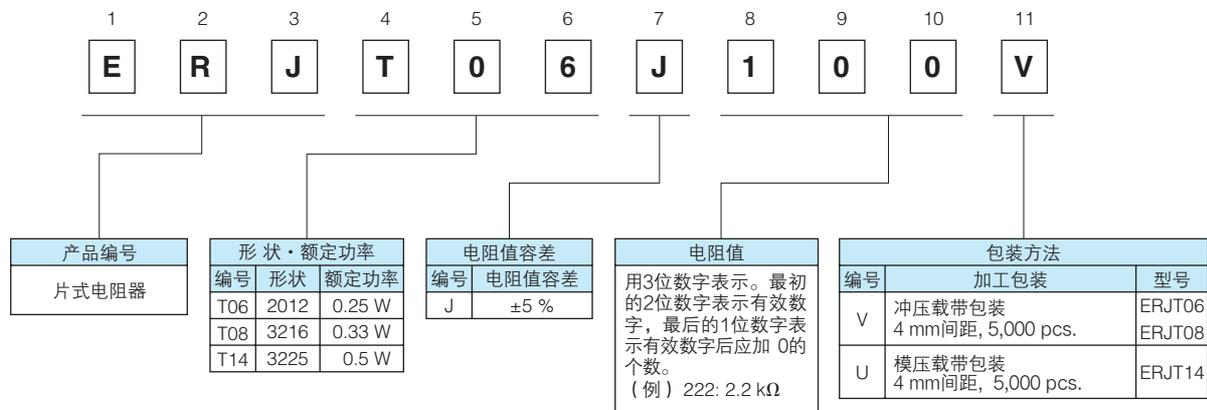 1 2 3 4 5 6 7 8 9 10 11
E R J T 0 6 J 1 0 0 V
产品编号
片式电阻器
形 状・额定功率
编号 形状 额定功率
T06 2012 0.25 W
T08 3216 0.33 W
T14 3225 0.5 W
电阻值容差
编号 电阻值容差
J ±5 %
电阻值
用3位数字表示。最初
的2位数字表示有效数
字，最后的1位数字表
示有效数字后应加 0的
个数。
（例）222: 2.2 kΩ
包装方法
编号 加工包装 型号
V 冲压载带包装 ERJT06
4 mm间距, 5,000 pcs. ERJT08
U 模压载带包装 ERJT14
4 mm间距, 5,000 pcs.